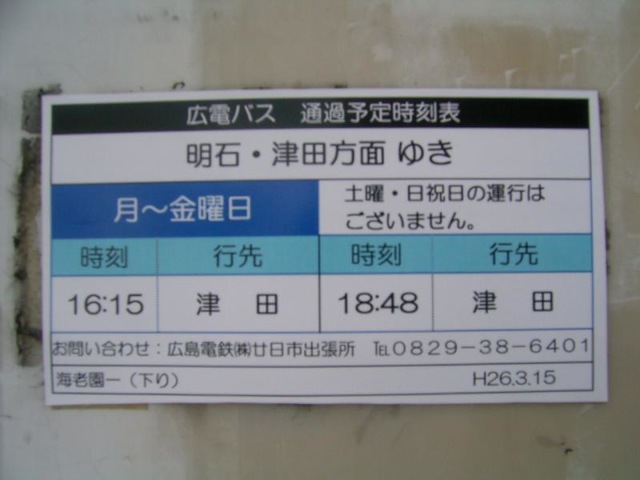 広電バス 通過予定時刻表
明石・津田方面 ゆき
月～金曜日
土曜・日祝日の運行は
ございません。
時刻 行先 時刻 行先
16:15 津田 18:48 津田
お問い合わせ：広島電鉄㈱廿日市出張所 ℡0829-38-6401
海老園一（下り） H26.3.15